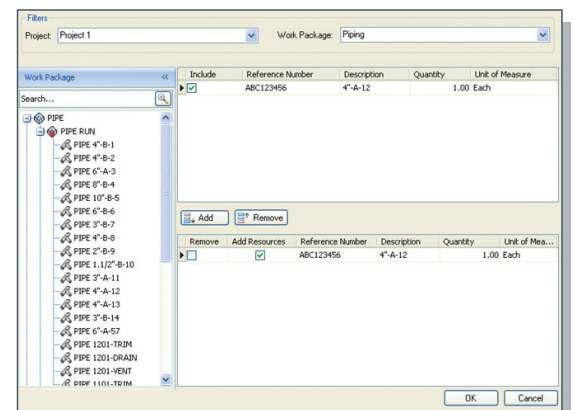 Filters
Project: Project 1 Work Package: Piping
Work Package
Search...
PIPE
PIPE RUN
PIPE 4"-B-1
PIPE 4"-B-2
PIPE 6"-A-3
PIPE 8"-B-4
PIPE 10"-B-5
PIPE 6"-B-6
PIPE 3"-B-7
PIPE 4"-B-8
PIPE 2"-B-9
PIPE 1.1/2"-B-10
PIPE 3"-A-11
PIPE 4"-A-12
PIPE 4"-A-13
PIPE 3"-B-14
PIPE 6"-A-57
PIPE 1201-TRIM
PIPE 1201-DRAIN
PIPE 1201-VENT
PIPE 1101-TRIM
Include Reference Number Description Quantity Unit of Measure
ABC123456 4"-A-12 1.00 Each
Add Remove
Remove Add Resources Reference Number Description Quantity Unit of Mea...
ABC123456 4"-A-12 1.00 Each
OK Cancel